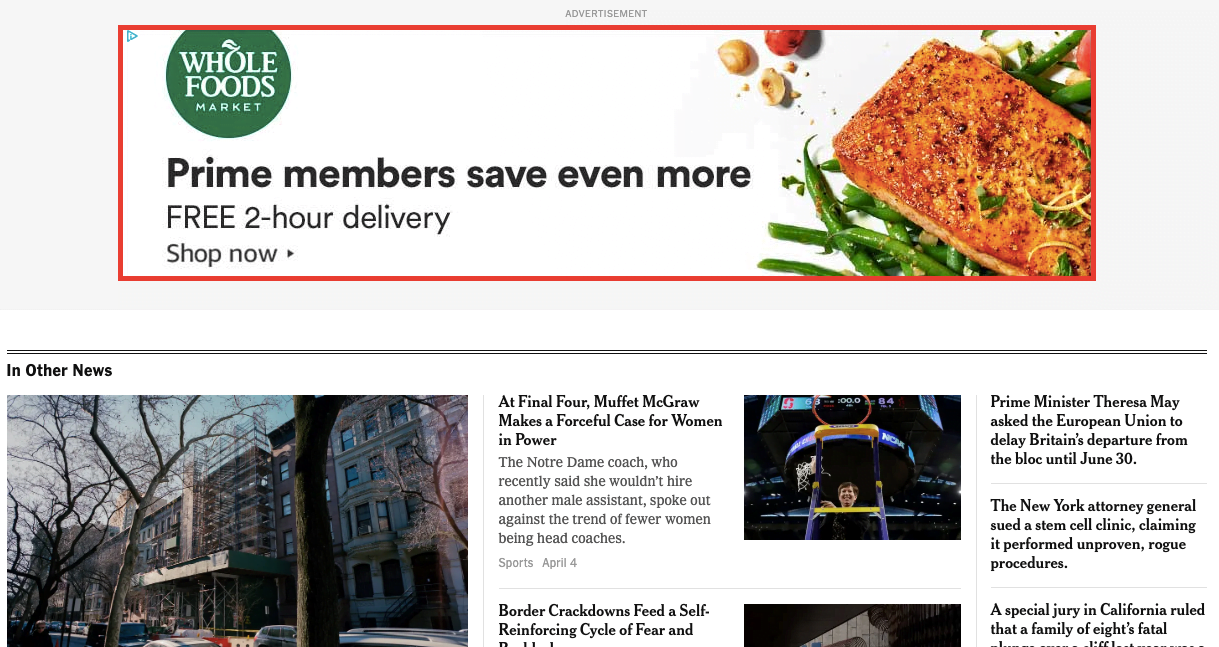 ADVERTISEMENT
WHOLE
FOODS
MARKET
Prime members save even more
FREE 2-hour delivery
Shop now
In Other News
At Final Four, Muffet McGraw
Makes a Forceful Case for Women
in Power
The Notre Dame coach, who
recently said she wouldn’t hire
another male assistant, spoke out
against the trend of fewer women
being head coaches.
Sports April 4
Border Crackdowns Feed a Self-
Reinforcing Cycle of Fear and
:00.0 84
NCAA
Prime Minister Theresa May
asked the European Union to
delay Britain’s departure from
the bloc until June 30.
The New York attorney general
sued a stem cell clinic, claiming
it performed unproven, rogue
procedures.
A special jury in California ruled
that a family of eight’s fatal